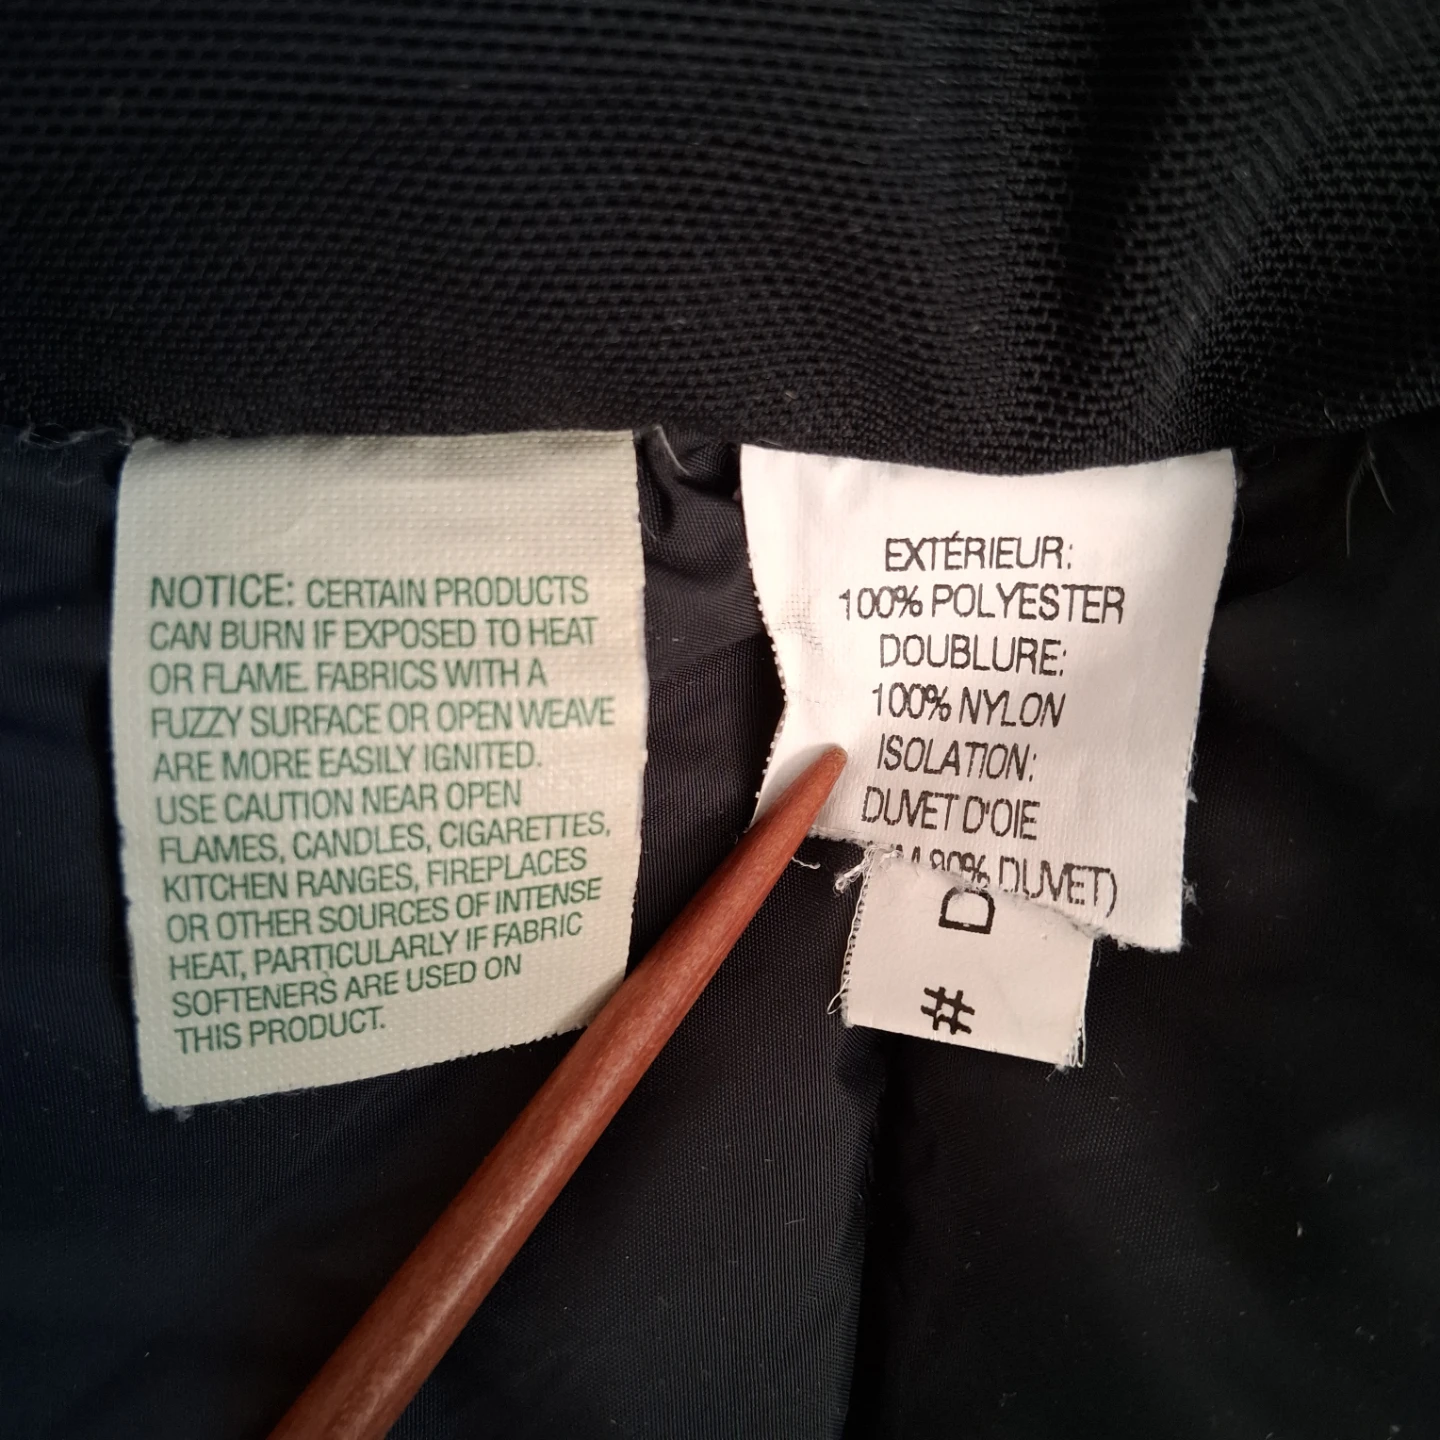 NOTICE: CERTAIN PRODUCTS
CAN BURN IF EXPOSED TO HEAT
OR FLAME. FABRICS WITH A
FUZZY SURFACE OR OPEN WEAVE
ARE MORE EASILY IGNITED.
USE CAUTION NEAR OPEN
FLAMES, CANDLES, CIGARETTES,
KITCHEN RANGES, FIREPLACES
OR OTHER SOURCES OF INTENSE
HEAT, PARTICULARLY IF FABRIC
SOFTENERS ARE USED ON
THIS PRODUCT.
EXTÉRIEUR:
100% POLYESTER
DOUBLURE:
100% NYLON
ISOLATION:
DUVET D'OIE
80% DUVET)
D
#